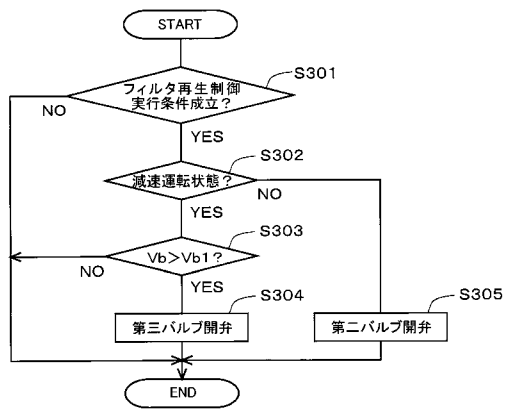 START
フィルタ再生制御
実行条件成立？
S301
NO
YES
減速運転状態？
S302
NO
YES
Vb＞Vb1？
S303
NO
YES
第三バルブ開弁
S304
第二バルブ開弁
S305
END